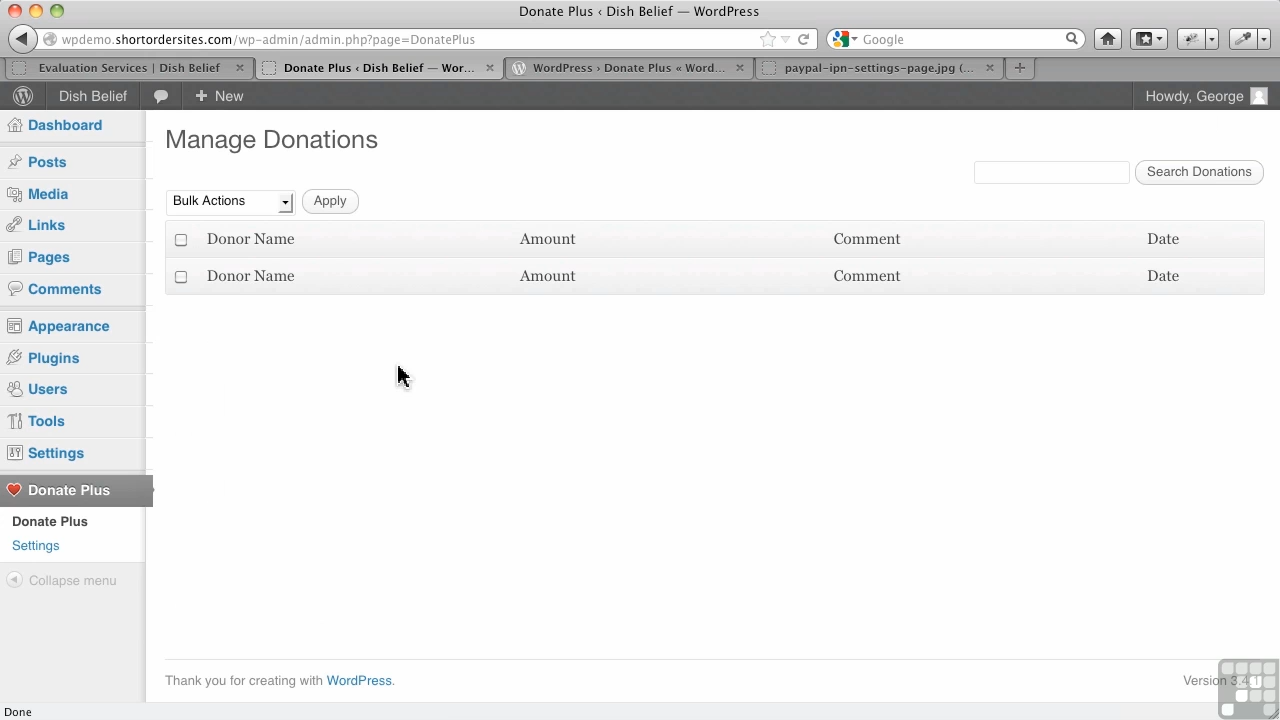 Donate Plus ‹ Dish Belief — WordPress
wpdemo.shortordersites.com/wp-admin/admin.php?page=DonatePlus
Google
Evaluation Services | Dish Belief
Donate Plus ‹ Dish Belief — Wor...
WordPress › Donate Plus « Word...
paypal-ipn-settings-page.jpg (...
Dish Belief
New
Howdy, George
Dashboard
Posts
Media
Links
Pages
Comments
Appearance
Plugins
Users
Tools
Settings
Donate Plus
Donate Plus
Settings
Collapse menu
Manage Donations
Search Donations
Bulk Actions
Apply
Donor Name Amount Comment Date
Donor Name Amount Comment Date
Thank you for creating with WordPress.
Version 3.4.1
Done